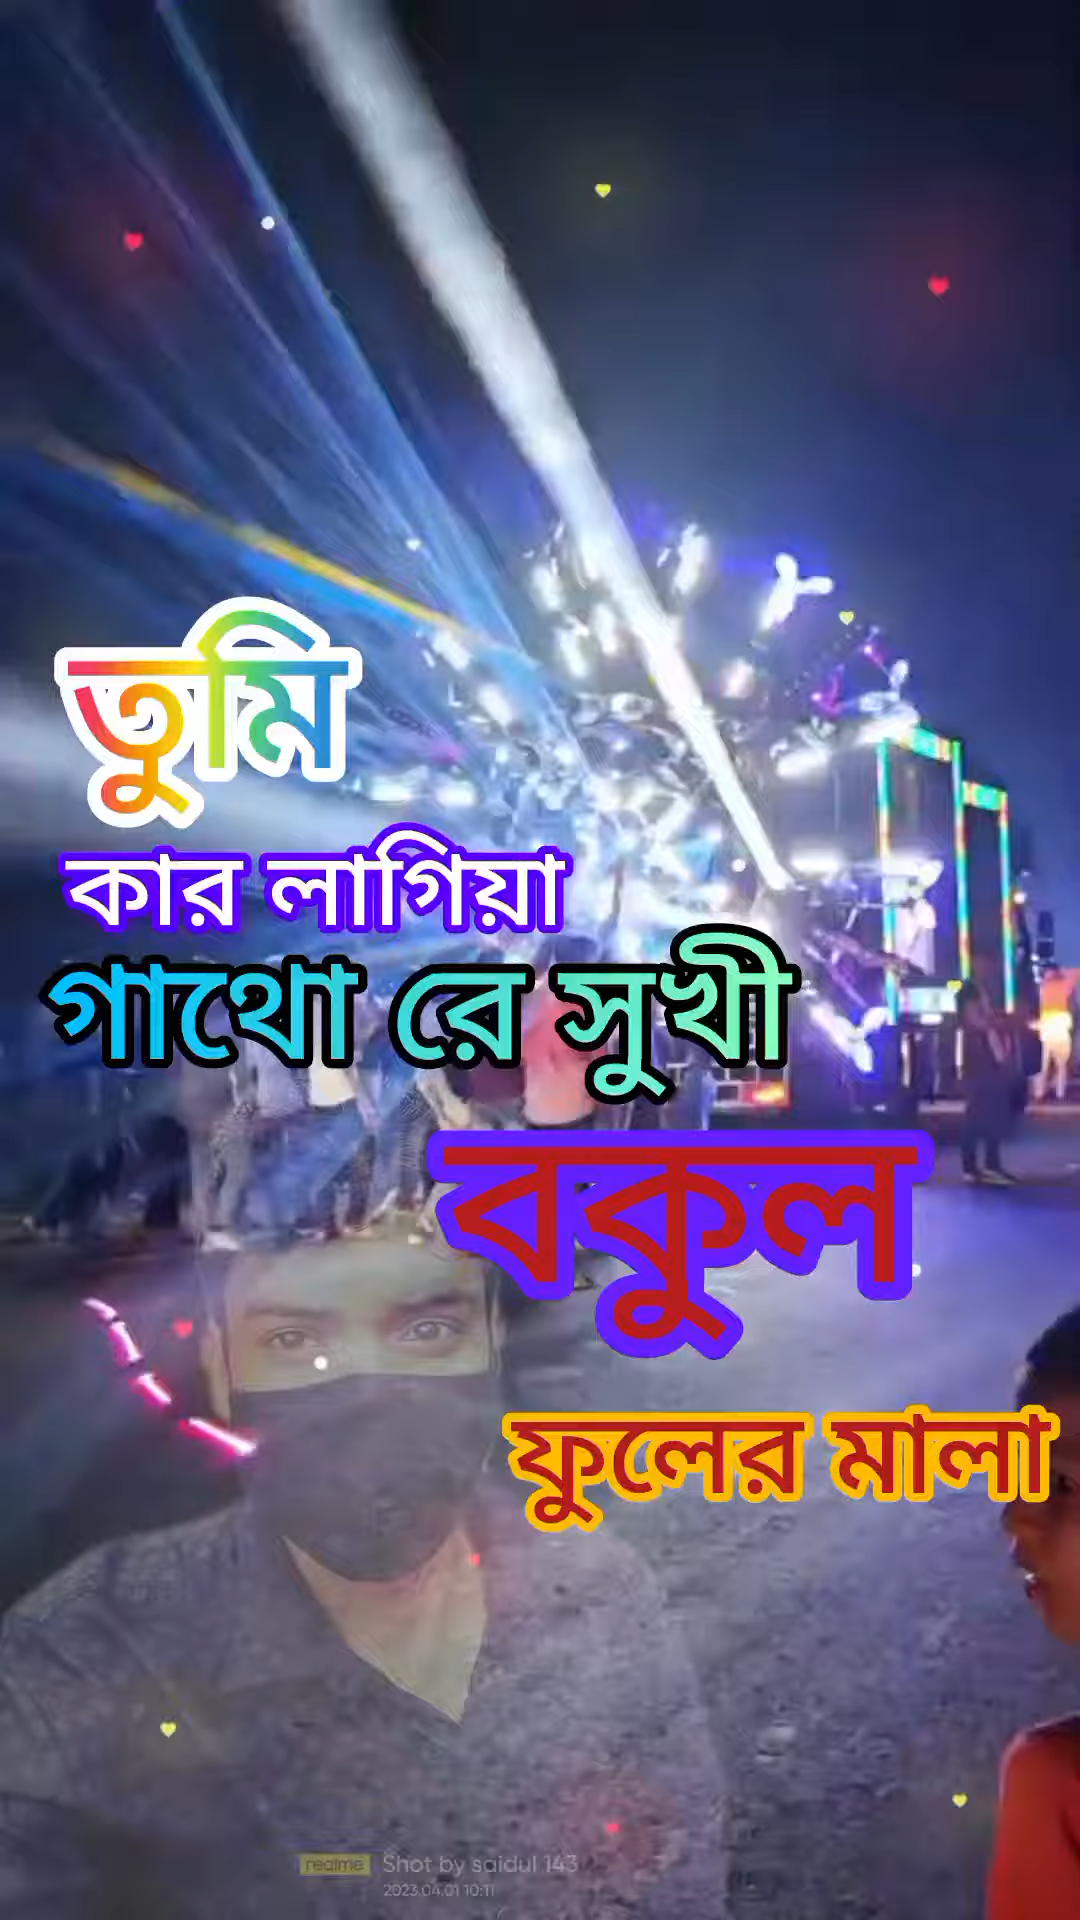 তুমি
কার লাগিয়া
গাথো রে সুখী
বকুল
ফুলের মালা
realme Shot by saidul 143
2023.04.01 10:11